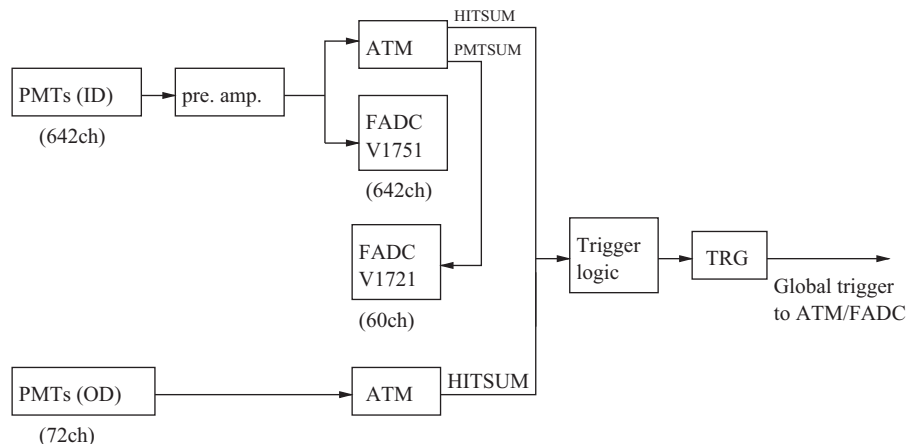 HITSUM
ATM
PMTSUM
PMTs (ID)
pre. amp.
(642ch)
FADC
V1751
(642ch)
FADC
V1721
(60ch)
Trigger
logic
TRG
Global trigger
to ATM/FADC
PMTs (OD)
ATM
HITSUM
(72ch)